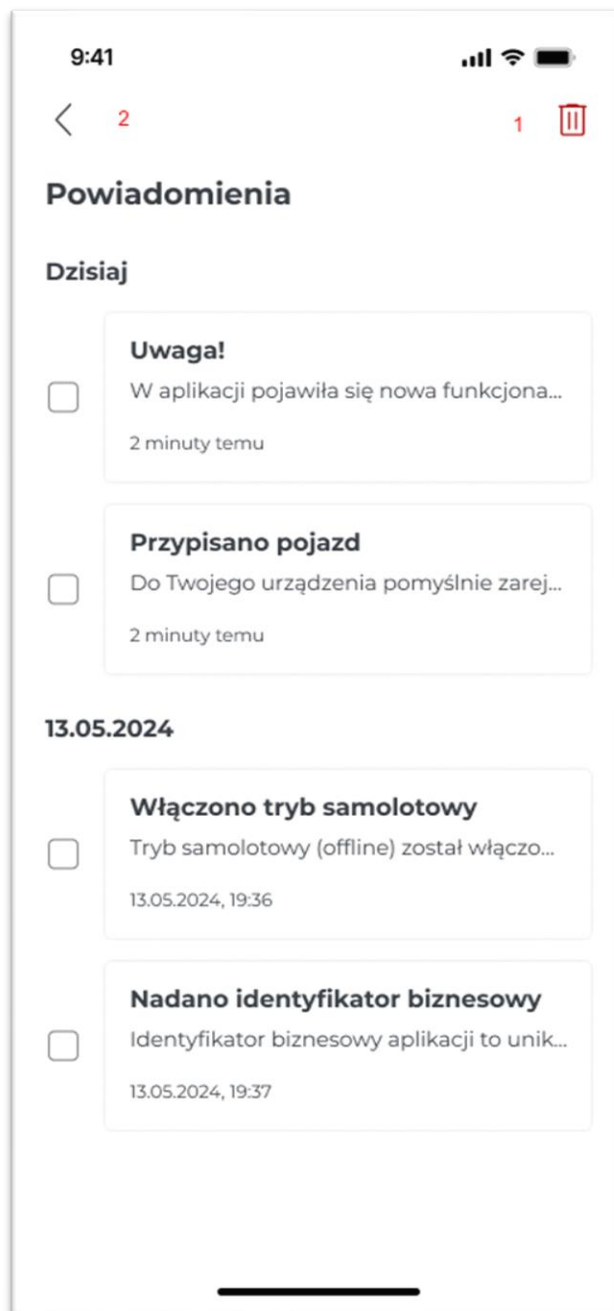 9:41
2
1
Powiadomienia
Dzisiaj
Uwaga!
W aplikacji pojawiła się nowa funkcjona...
2 minuty temu
Przypisano pojazd
Do Twojego urządzenia pomyślnie zarej...
2 minuty temu
13.05.2024
Włączono tryb samolotowy
Tryb samolotowy (offline) został włączo...
13.05.2024, 19:36
Nadano identyfikator biznesowy
Identyfikator biznesowy aplikacji to unik...
13.05.2024, 19:37